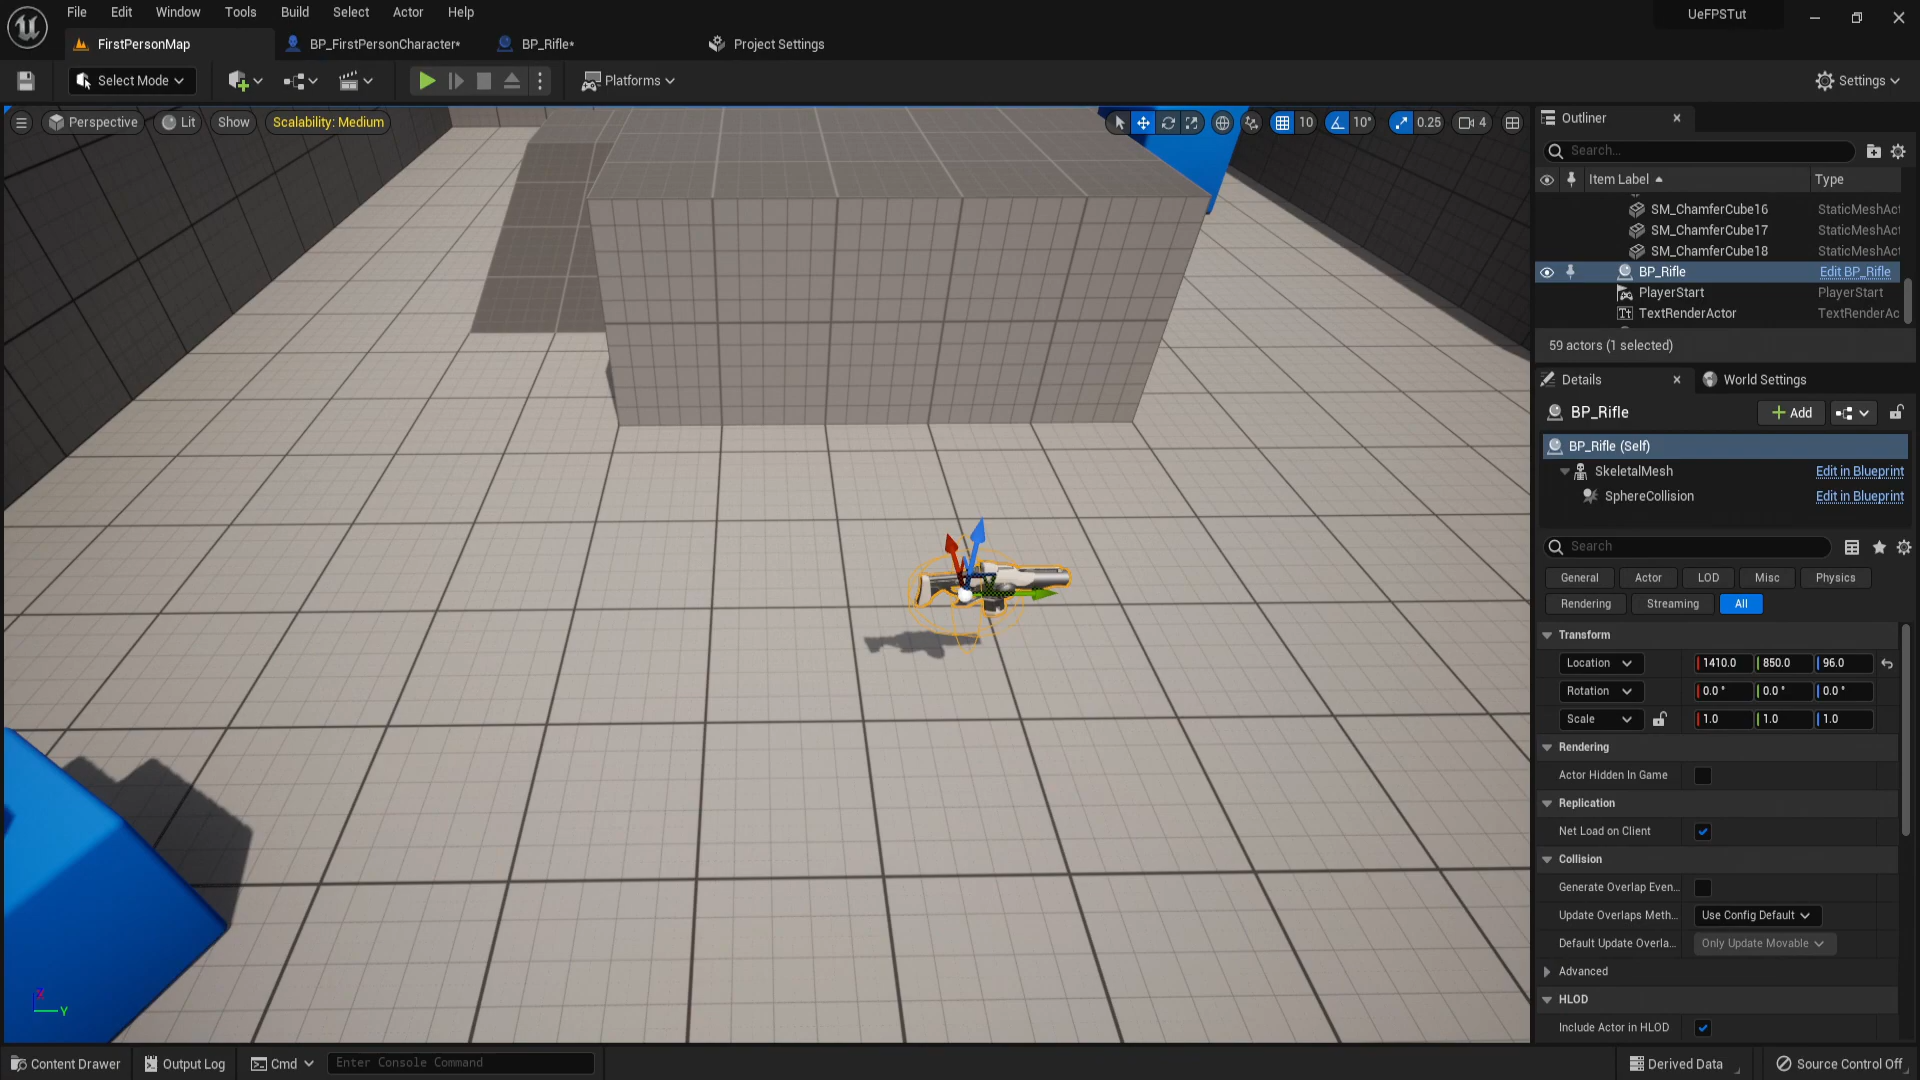 File Edit Window Tools Build Select Actor Help
UeFPSTut
FirstPersonMap BP_FirstPersonCharacter* BP_Rifle* Project Settings
Select Mode Platforms Settings
Perspective Lit Show Scalability: Medium 10 10° 0.25 4
Outliner
Search...
Item Label Type
SM_ChamferCube16 StaticMeshAct
SM_ChamferCube17 StaticMeshAct
SM_ChamferCube18 StaticMeshAct
BP_Rifle Edit BP_Rifle
PlayerStart PlayerStart
TextRenderActor TextRenderAc
59 actors (1 selected)
Details World Settings
BP_Rifle Add
BP_Rifle (Self)
SkeletalMesh Edit in Blueprint
SphereCollision Edit in Blueprint
Search
General Actor LOD Misc Physics
Rendering Streaming All
Transform
Location 1410.0 850.0 96.0
Rotation 0.0 ° 0.0 ° 0.0 °
Scale 1.0 1.0 1.0
Rendering
Actor Hidden In Game
Replication
Net Load on Client
Collision
Generate Overlap Even...
Update Overlaps Meth... Use Config Default
Default Update Overla... Only Update Movable
Advanced
HLOD
Include Actor in HLOD
Z
Y
Content Drawer Output Log Cmd Enter Console Command Derived Data Source Control Off